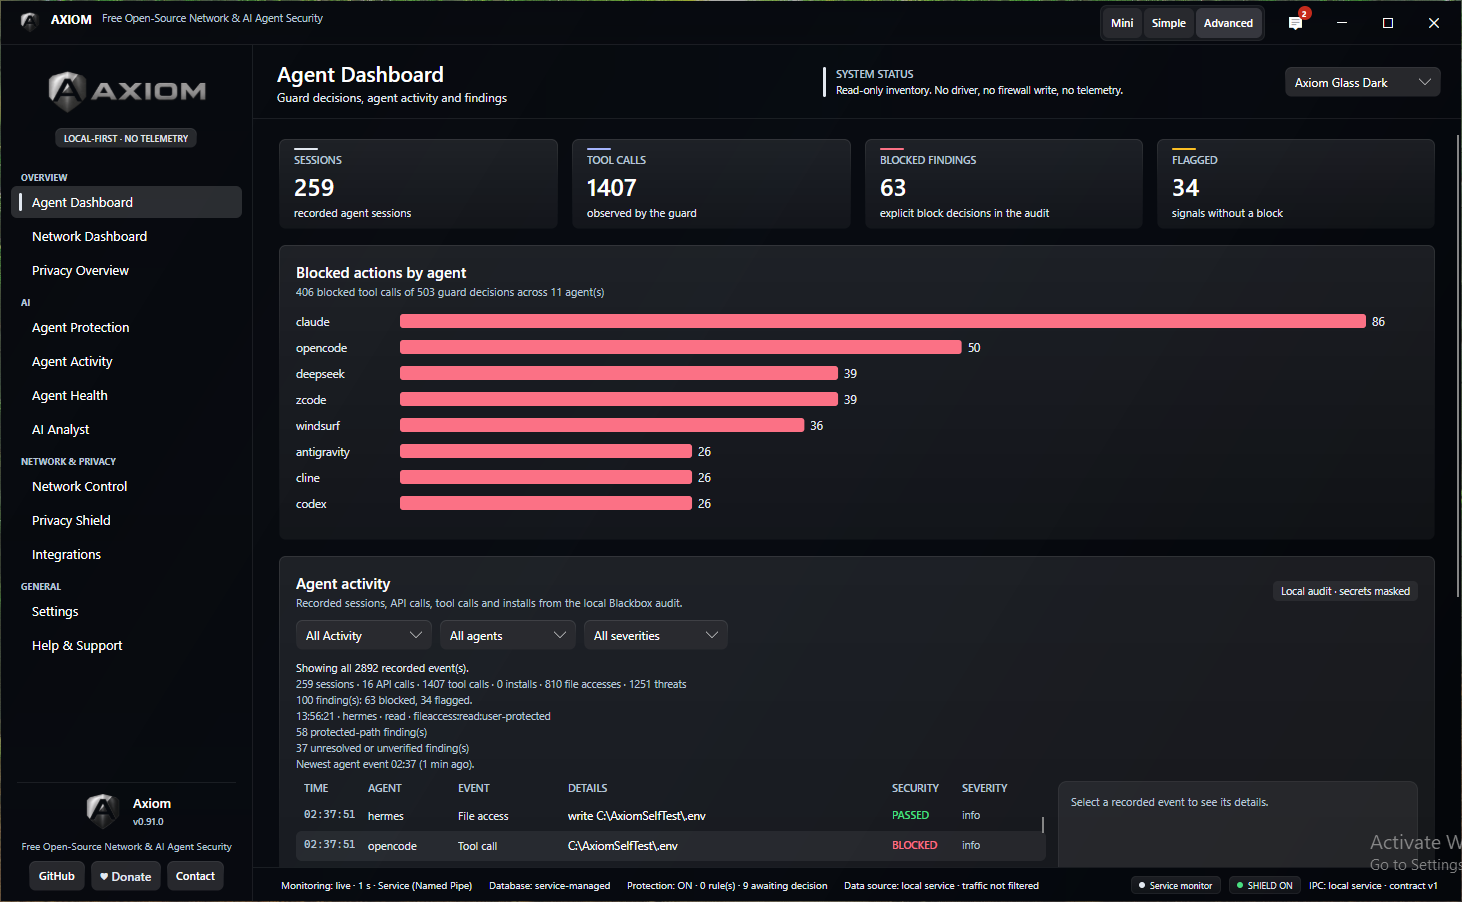 AXIOM Free Open-Source Network & AI Agent Security
Mini Simple Advanced 2
AXIOM
LOCAL-FIRST · NO TELEMETRY
OVERVIEW
Agent Dashboard
Network Dashboard
Privacy Overview
AI
Agent Protection
Agent Activity
Agent Health
AI Analyst
NETWORK & PRIVACY
Network Control
Privacy Shield
Integrations
GENERAL
Settings
Help & Support
Axiom
v0.91.0
Free Open-Source Network & AI Agent Security
GitHub ♥ Donate Contact
Agent Dashboard
Guard decisions, agent activity and findings
SYSTEM STATUS
Read-only inventory. No driver, no firewall write, no telemetry.
Axiom Glass Dark
SESSIONS
259
recorded agent sessions
TOOL CALLS
1407
observed by the guard
BLOCKED FINDINGS
63
explicit block decisions in the audit
FLAGGED
34
signals without a block
Blocked actions by agent
406 blocked tool calls of 503 guard decisions across 11 agent(s)
claude 86
opencode 50
deepseek 39
zcode 39
windsurf 36
antigravity 26
cline 26
codex 26
Agent activity
Recorded sessions, API calls, tool calls and installs from the local Blackbox audit.
Local audit · secrets masked
All Activity All agents All severities
Showing all 2892 recorded event(s).
259 sessions · 16 API calls · 1407 tool calls · 0 installs · 810 file accesses · 1251 threats
100 finding(s): 63 blocked, 34 flagged.
13:56:21 · hermes · read · fileaccess:read:user-protected
58 protected-path finding(s)
37 unresolved or unverified finding(s)
Newest agent event 02:37 (1 min ago).
TIME AGENT EVENT DETAILS SECURITY SEVERITY
02:37:51 hermes File access write C:\AxiomSelfTest\.env PASSED info
02:37:51 opencode Tool call C:\AxiomSelfTest\.env BLOCKED info
Select a recorded event to see its details.
Activate W
Go to Settings
Monitoring: live · 1 s · Service (Named Pipe) Database: service-managed Protection: ON · 0 rule(s) · 9 awaiting decision Data source: local service · traffic not filtered Service monitor SHIELD ON IPC: local service · contract v1